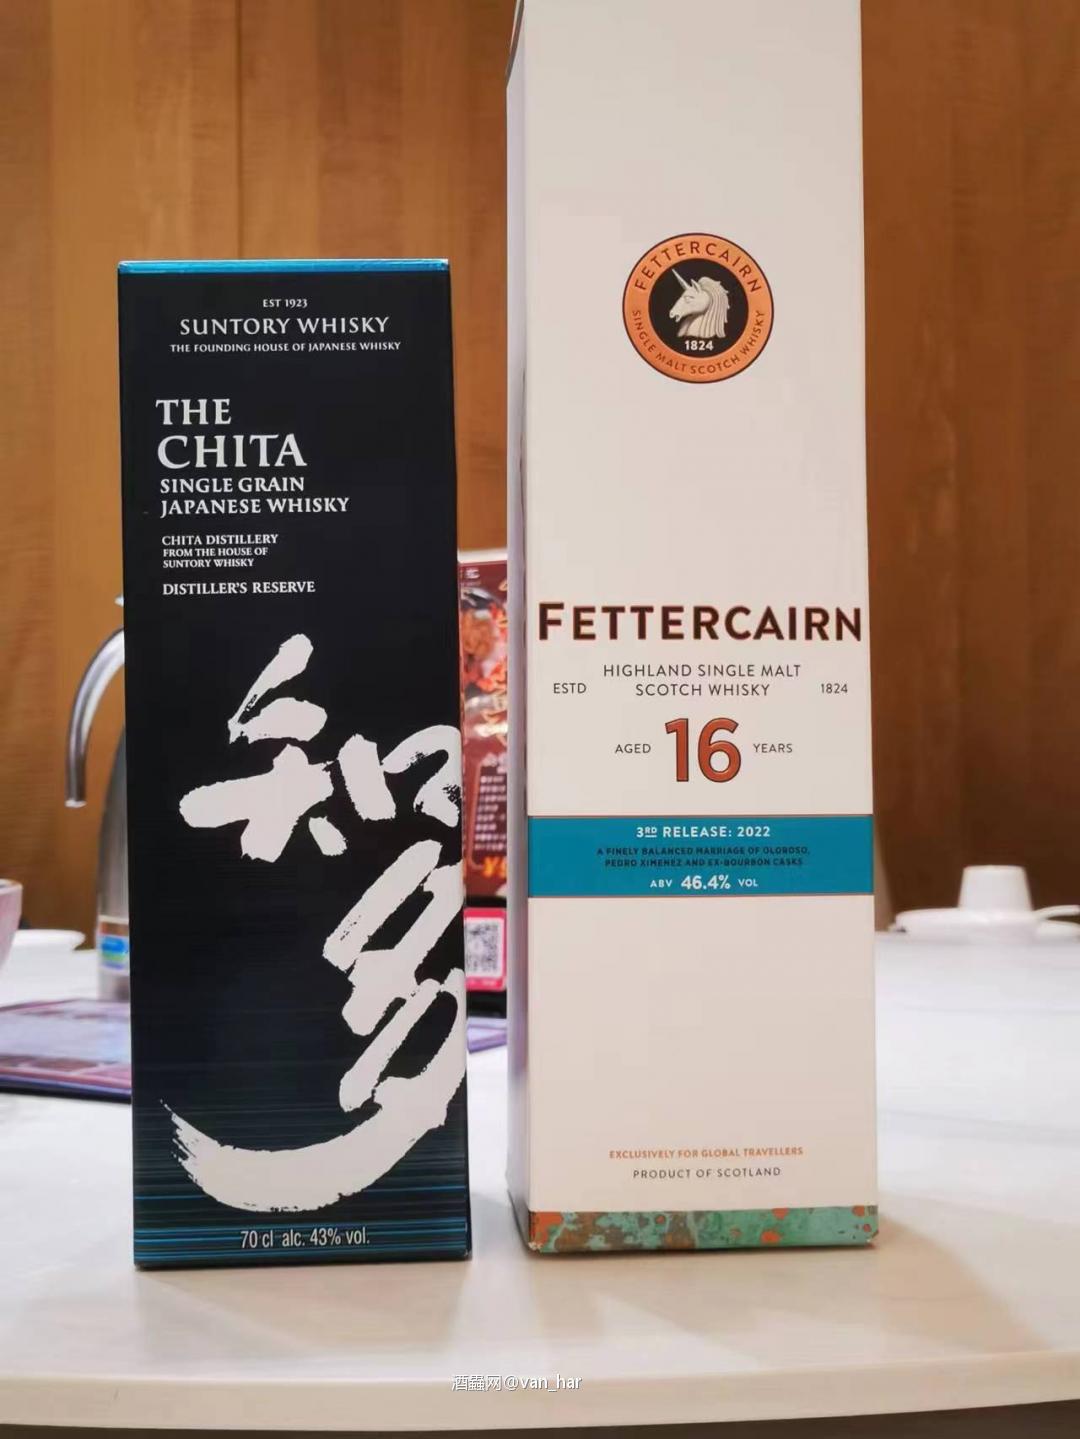 EST 1923
SUNTORY WHISKY
THE FOUNDING HOUSE OF JAPANESE WHISKY
THE
CHITA
SINGLE GRAIN
JAPANESE WHISKY
CHITA DISTILLERY
FROM THE HOUSE OF
SUNTORY WHISKY
DISTILLER'S RESERVE
知多
70 cl alc. 43% vol.
FETTERCAIRN
1824
SINGLE MALT SCOTCH WHISKY
FETTERCAIRN
HIGHLAND SINGLE MALT
ESTD SCOTCH WHISKY 1824
AGED 16 YEARS
3RD RELEASE: 2022
A FINELY BALANCED MARRIAGE OF OLOROSO,
PEDRO XIMENEZ AND EX-BOURBON CASKS
ABV 46.4% VOL
EXCLUSIVELY FOR GLOBAL TRAVELLERS
PRODUCT OF SCOTLAND
酒蟲网@van_har